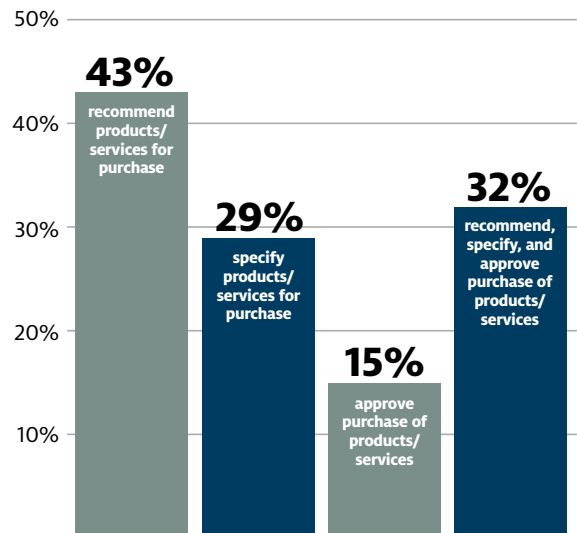 50%
40%
30%
20%
10%
43%
recommend
products/
services for
purchase
29%
specify
products/
services for
purchase
15%
approve
purchase of
products/
services
32%
recommend,
specify, and
approve
purchase of
products/
services